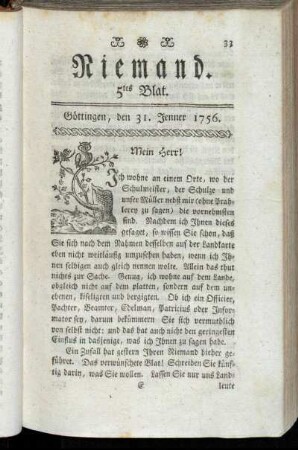 33
Niemand.
5tes Blat.
Göttingen, den 31. Jenner 1756.
Mein Herr!
Ich wohne an einem Orte, wo der
Schulmeister, der Schulze und
unser Müller nebst mir (ohne Prah-
lerey zu sagen) die vornehmsten
sind. Nachdem ich Ihnen dieses
gesaget, so wissen Sie schon, daß
Sie sich nach dem Nahmen desselben auf der Landkarte
eben nicht weitläuftig umzusehen haben, wenn ich Ih-
nen selbigen auch gleich nennen wolte. Allein das thut
nichts zur Sache. Genug, ich wohne auf dem Lande,
obgleich nicht auf dem platten, sondern auf dem un-
ebenen, kiseligten und bergigten. Ob ich ein Officier,
Pachter, Beamter, Edelman, Patricius oder Infor-
mator sey, darum bekümmern Sie sich vermuthlich
von selbst nicht: und das hat auch nicht den geringsten
Einflus in dasjenige, was ich Ihnen zu sagen habe.
Ein Zufall hat gestern Ihren Niemand hieher ge-
führet. Das verwünschete Blat! Schreiben Sie künf-
tig darin, was Sie wollen. Lassen Sie nur uns Land-
E
leute